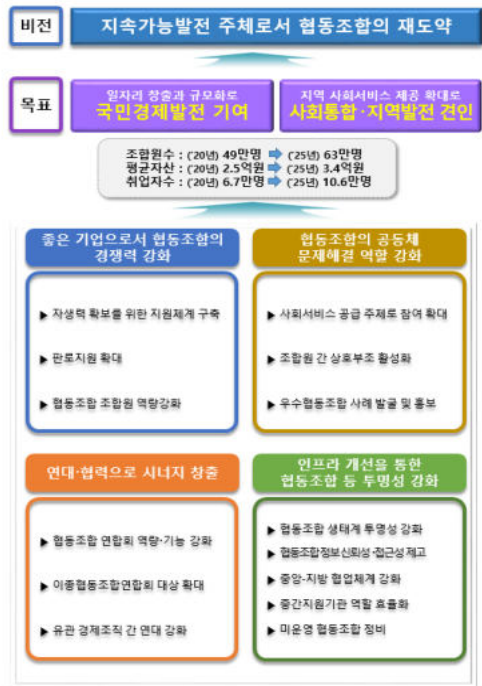 비전
지속가능발전 주체로서 협동조합의 재도약
목표
일자리 창출과 규모화로
국민경제발전 기여
지역 사회서비스 제공 확대로
사회통합·지역발전 견인
조합원수 : ('20년) 49만명 ➡ ('25년) 63만명
평균자산 : ('20년) 2.5억원 ➡ ('25년) 3.4억원
취업자수 : ('20년) 6.7만명 ➡ ('25년) 10.6만명
좋은 기업으로서 협동조합의
경쟁력 강화
▶ 자생력 확보를 위한 지원체계 구축
▶ 판로지원 확대
▶ 협동조합 조합원 역량강화
협동조합의 공동체
문제해결 역할 강화
▶ 사회서비스 공급 주체로 참여 확대
▶ 조합원 간 상호부조 활성화
▶ 우수협동조합 사례 발굴 및 홍보
연대·협력으로 시너지 창출
▶ 협동조합 연합회 역량·기능 강화
▶ 이종협동조합연합회 대상 확대
▶ 유관 경제조직 간 연대 강화
인프라 개선을 통한
협동조합 등 투명성 강화
▶ 협동조합 생태계 투명성 강화
▶ 협동조합정보신뢰성·접근성 제고
▶ 중앙-지방 협업체계 강화
▶ 중간지원기관 역할 효율화
▶ 미운영 협동조합 정비